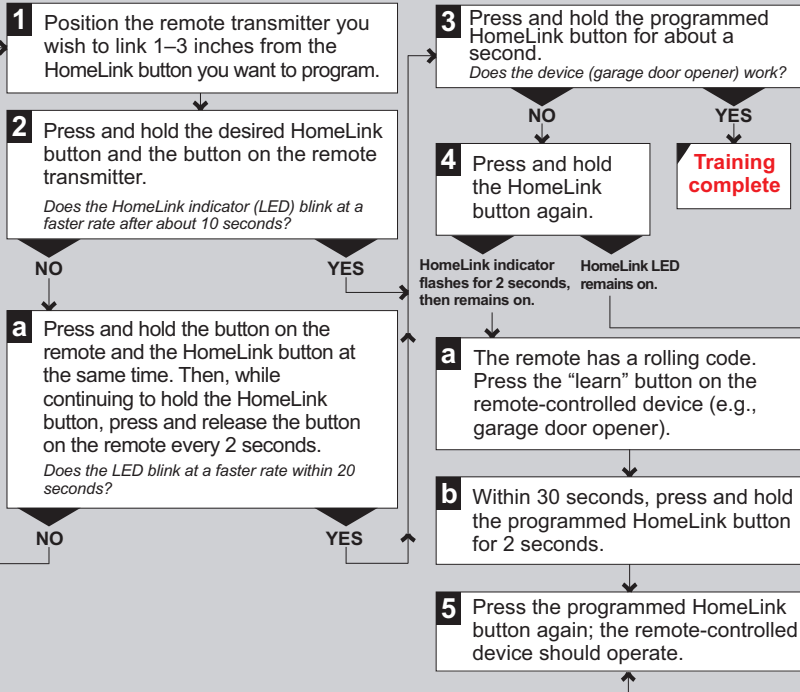 1 Position the remote transmitter you
wish to link 1–3 inches from the
HomeLink button you want to program.
2 Press and hold the desired HomeLink
button and the button on the remote
transmitter.
Does the HomeLink indicator (LED) blink at a
faster rate after about 10 seconds?
NO
YES
a Press and hold the button on the
remote and the HomeLink button at
the same time. Then, while
continuing to hold the HomeLink
button, press and release the button
on the remote every 2 seconds.
Does the LED blink at a faster rate within 20
seconds?
NO
YES
3 Press and hold the programmed
HomeLink button for about a
second.
Does the device (garage door opener) work?
NO
YES
4 Press and hold
the HomeLink
button again.
Training
complete
HomeLink indicator
flashes for 2 seconds,
then remains on.
HomeLink LED
remains on.
a The remote has a rolling code.
Press the “learn” button on the
remote-controlled device (e.g.,
garage door opener).
b Within 30 seconds, press and hold
the programmed HomeLink button
for 2 seconds.
5 Press the programmed HomeLink
button again; the remote-controlled
device should operate.